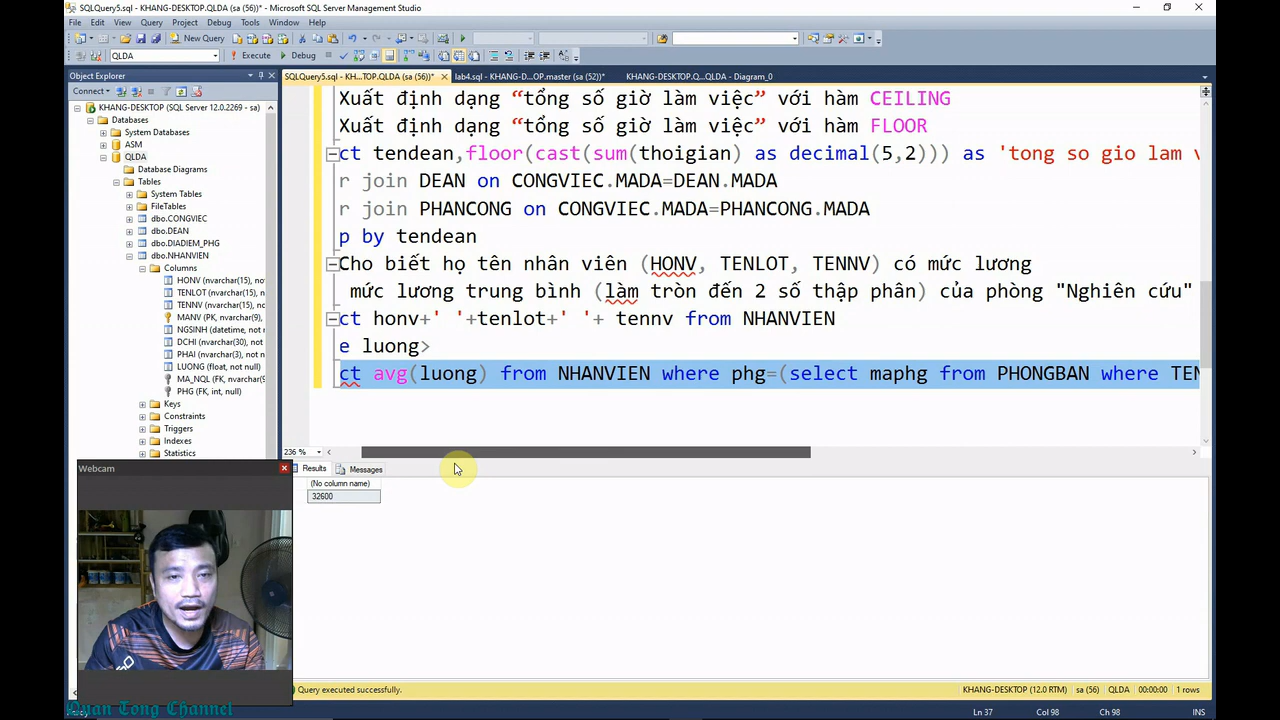 SQLQuery5.sql - KHANG-DESKTOP.QLDA (sa (56))* - Microsoft SQL Server Management Studio
File Edit View Query Project Debug Tools Window Help
New Query
QLDA
Execute
Debug
Object Explorer
SQLQuery5.sql - KH...TOP.QLDA (sa (56))*
lab4.sql - KHANG-D...OP.master (sa (52))*
KHANG-DESKTOP.Q...QLDA - Diagram_0
Connect
KHANG-DESKTOP (SQL Server 12.0.2269 - sa)
Databases
System Databases
ASM
QLDA
Database Diagrams
Tables
System Tables
FileTables
dbo.CONGVIEC
dbo.DEAN
dbo.DIADIEM_PHG
dbo.NHANVIEN
Columns
HONV (nvarchar(15), not
TENLOT (nvarchar(15), n
TENNV (nvarchar(15), no
MANV (PK, nvarchar(9),
NGSINH (datetime, not n
DCHI (nvarchar(30), not
PHAI (nvarchar(3), not n
LUONG (float, not null)
MA_NQL (FK, nvarchar(9
PHG (FK, int, not null)
Keys
Constraints
Triggers
Indexes
Statistics
Xuất định dạng “tổng số giờ làm việc” với hàm CEILING
Xuất định dạng “tổng số giờ làm việc” với hàm FLOOR
ct tendean,floor(cast(sum(thoigian) as decimal(5,2))) as 'tong so gio lam v
r join DEAN on CONGVIEC.MADA=DEAN.MADA
r join PHANCONG on CONGVIEC.MADA=PHANCONG.MADA
p by tendean
Cho biết họ tên nhân viên (HONV, TENLOT, TENNV) có mức lương
mức lương trung bình (làm tròn đến 2 số thập phân) của phòng "Nghiên cứu"
ct honv+' '+tenlot+' '+ tennv from NHANVIEN
e luong>
ct avg(luong) from NHANVIEN where phg=(select maphg from PHONGBAN where TEN
236 %
Results
Messages
(No column name)
32600
Webcam
Query executed successfully.
KHANG-DESKTOP (12.0 RTM)
sa (56)
QLDA
00:00:00
1 rows
Ln 37
Col 98
Ch 98
INS
Quan Tong Channel